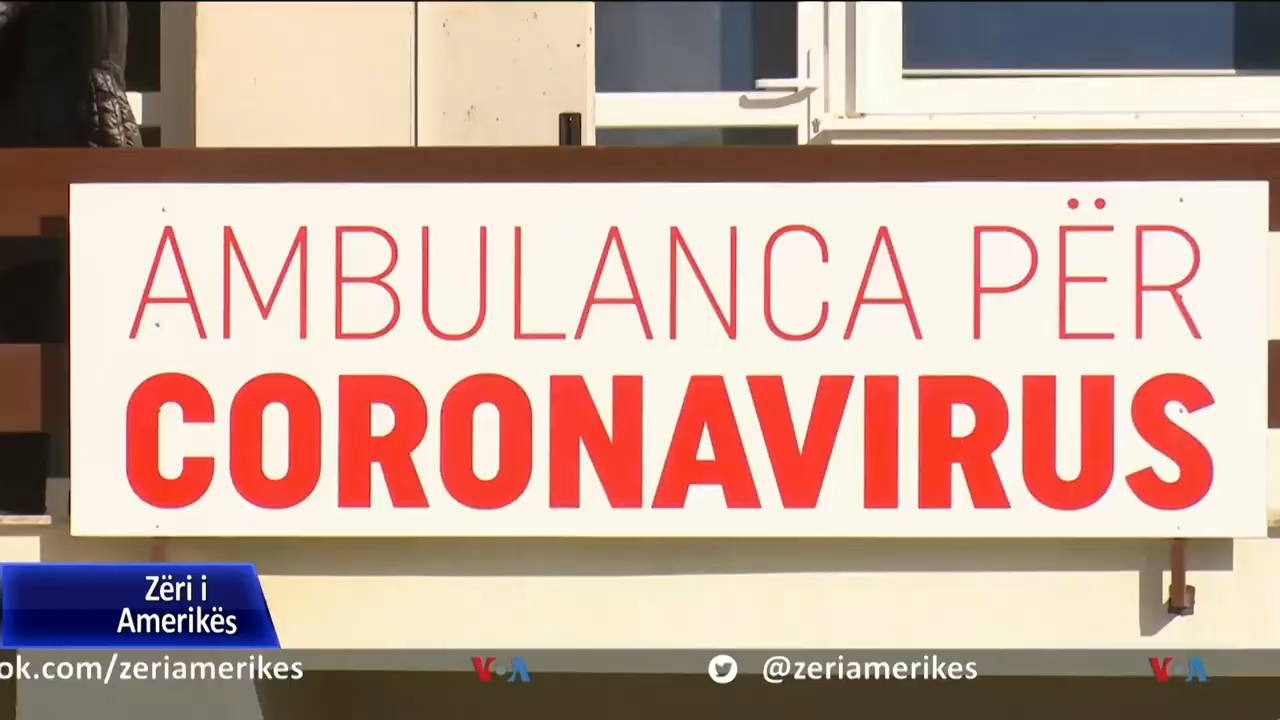 AMBULANCA PËR
CORONAVIRUS
Zëri i
Amerikës
ok.com/zeriamerikes
VOA
@zeriamerikes
VOA